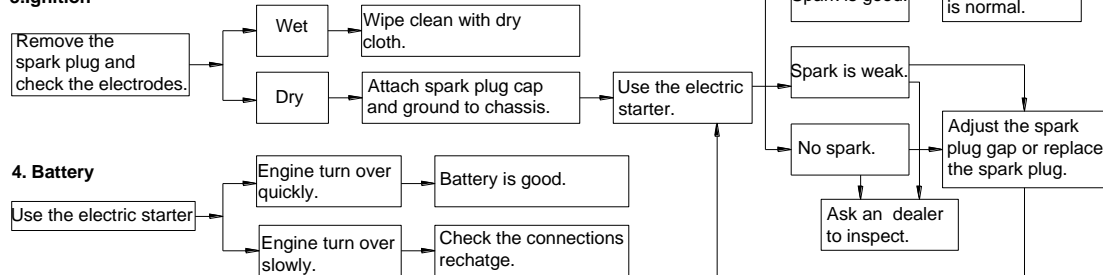 3.Ignition
Remove the
spark plug and
check the electrodes.
Wet
Wipe clean with dry
cloth.
Dry
Attach spark plug cap
and ground to chassis.
Use the electric
starter.
Spark is good.
is normal.
Spark is weak.
No spark.
Adjust the spark
plug gap or replace
the spark plug.
Ask an dealer
to inspect.
4. Battery
Use the electric starter
Engine turn over
quickly.
Battery is good.
Engine turn over
slowly.
Check the connections
rechatge.